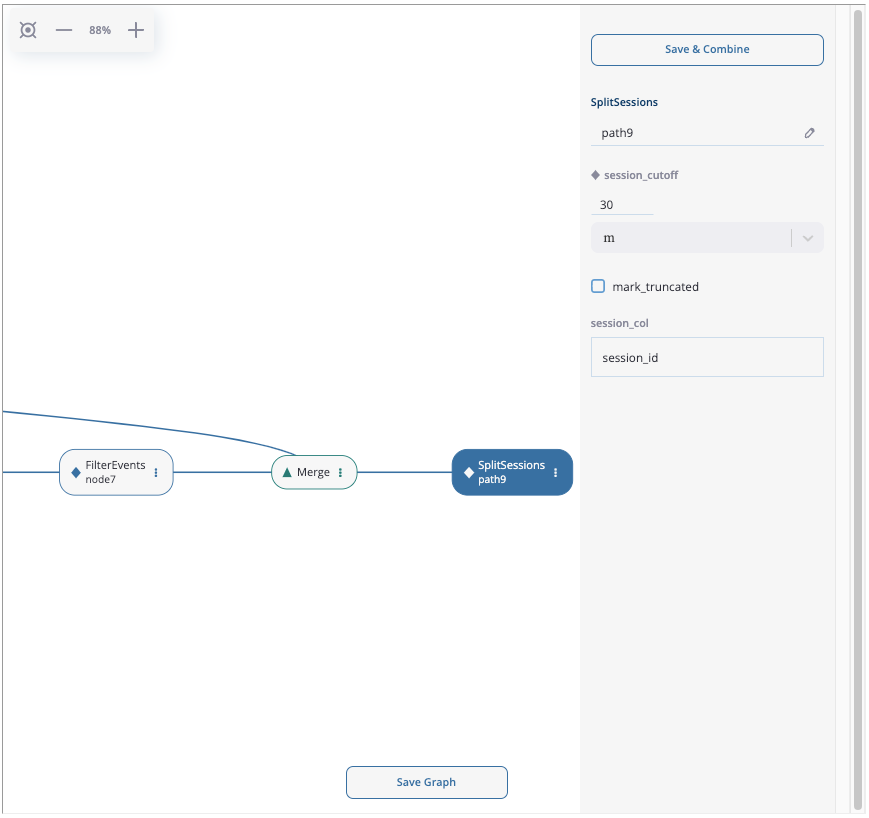 88%
Save & Combine
SplitSessions
path9
session_cutoff
30
m
mark_truncated
session_col
session_id
FilterEvents
node7
Merge
SplitSessions
path9
Save Graph